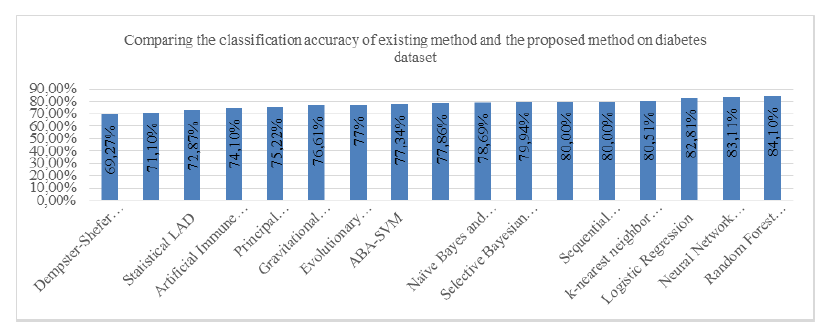 Comparing the classification accuracy of existing method and the proposed method on diabetes
dataset
90,00%
80,00%
70,00%
60,00%
50,00%
40,00%
30,00%
20,00%
10,00%
0,00%
69,27%
71,10%
72,87%
74,10%
75,22%
76,61%
77%
77,34%
77,86%
78,69%
79,94%
80,00%
80,00%
80,51%
82,81%
83,11%
84,10%
Dempster-Shefer…
Statistical LAD
Artificial Immune…
Principal…
Gravitational…
Evolutionary…
ABA-SVM
Naïve Bayes and…
Selective Bayesian…
Sequential…
k-nearest neighbor…
Logistic Regression
Neural Network…
Random Forest…